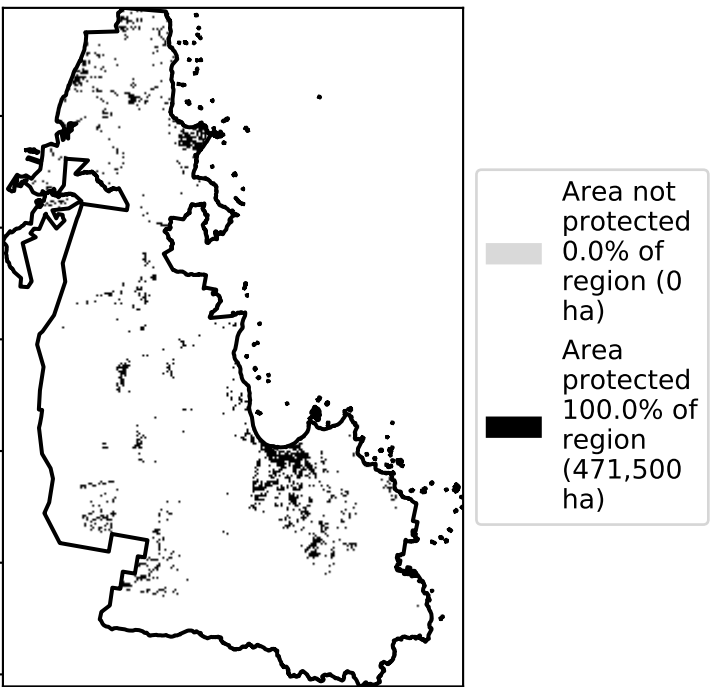 Area not
protected
0.0% of
region (0
ha)
Area
protected
100.0% of
region
(471,500
ha)